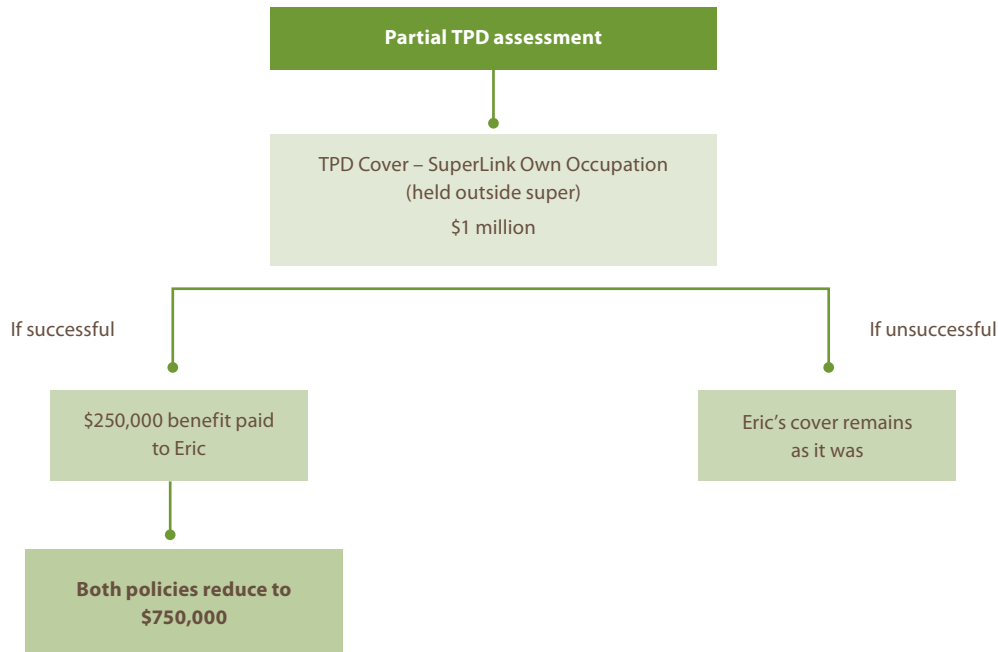 Partial TPD assessment
TPD Cover – SuperLink Own Occupation
(held outside super)
$1 million
If successful
If unsuccessful
$250,000 benefit paid
to Eric
Eric’s cover remains
as it was
Both policies reduce to
$750,000